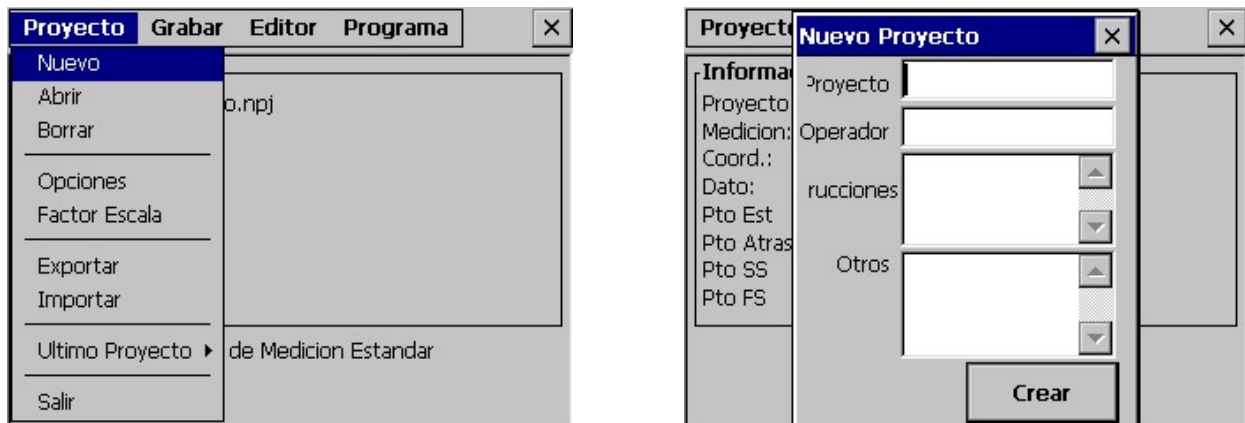 Proyecto Grabar Editor Programa
Nuevo
Abrir
o.npj
Borrar
Opciones
Factor Escala
Exportar
Importar
Ultimo Proyecto de Medicion Estandar
Salir
Proyecto
Nuevo Proyecto
Informa
Proyecto
Proyecto
Medicion:
Operador
Coord.:
Dato:
rucciones
Pto Est
Pto Atras
Pto SS
Otros
Pto FS
Crear